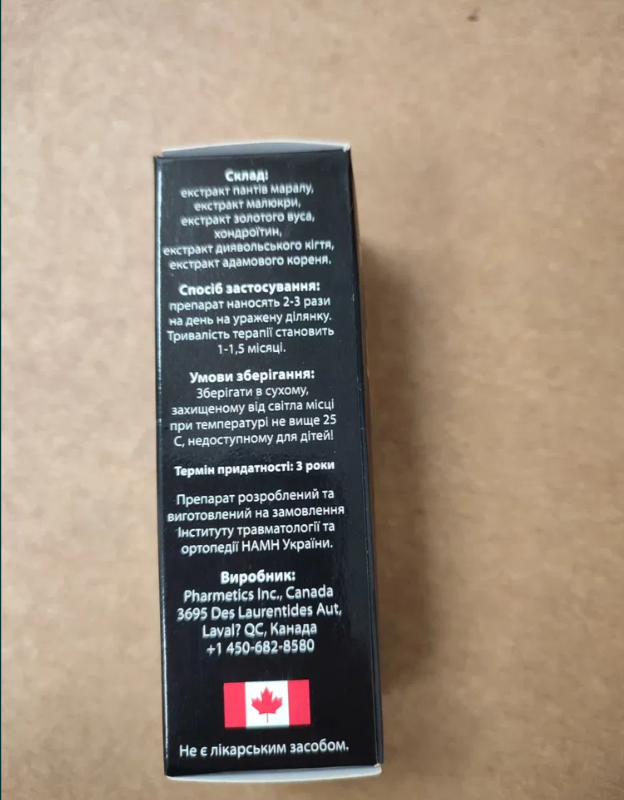 Склад:
екстракт пантів маралу,
екстракт малюкри,
екстракт золотого вуса,
хондроїтин,
екстракт диявольського кігтя,
екстракт адамового кореня.
Спосіб застосування:
препарат наносять 2-3 рази
на день на уражену ділянку.
Тривалість терапії становить
1-1,5 місяці.
Умови зберігання:
Зберігати в сухому,
захищеному від світла місці
при температурі не вище 25
С, недоступному для дітей!
Термін придатності: 3 роки
Препарат розроблений та
виготовлений на замовлення
Інституту травматології та
ортопедії НАМН України.
Виробник:
Pharmetics Inc., Canada
3695 Des Laurentides Aut,
Laval? QC, Канада
+1 450-682-8580
Не є лікарським засобом.